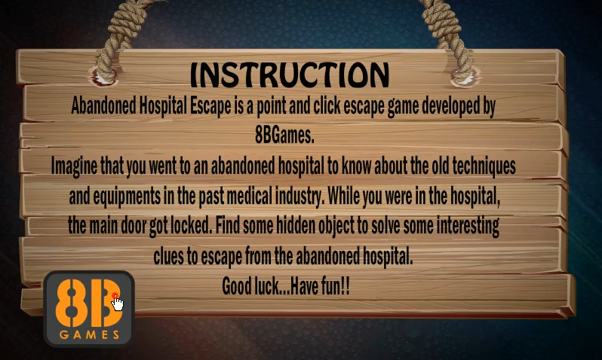 INSTRUCTION
Abandoned Hospital Escape is a point and click escape game developed by
8BGames.
Imagine that you went to an abandoned hospital to know about the old techniques
and equipments in the past medical industry. While you were in the hospital,
the main door got locked. Find some hidden object to solve some interesting
clues to escape from the abandoned hospital.
Good luck...Have fun!!
8B
GAMES